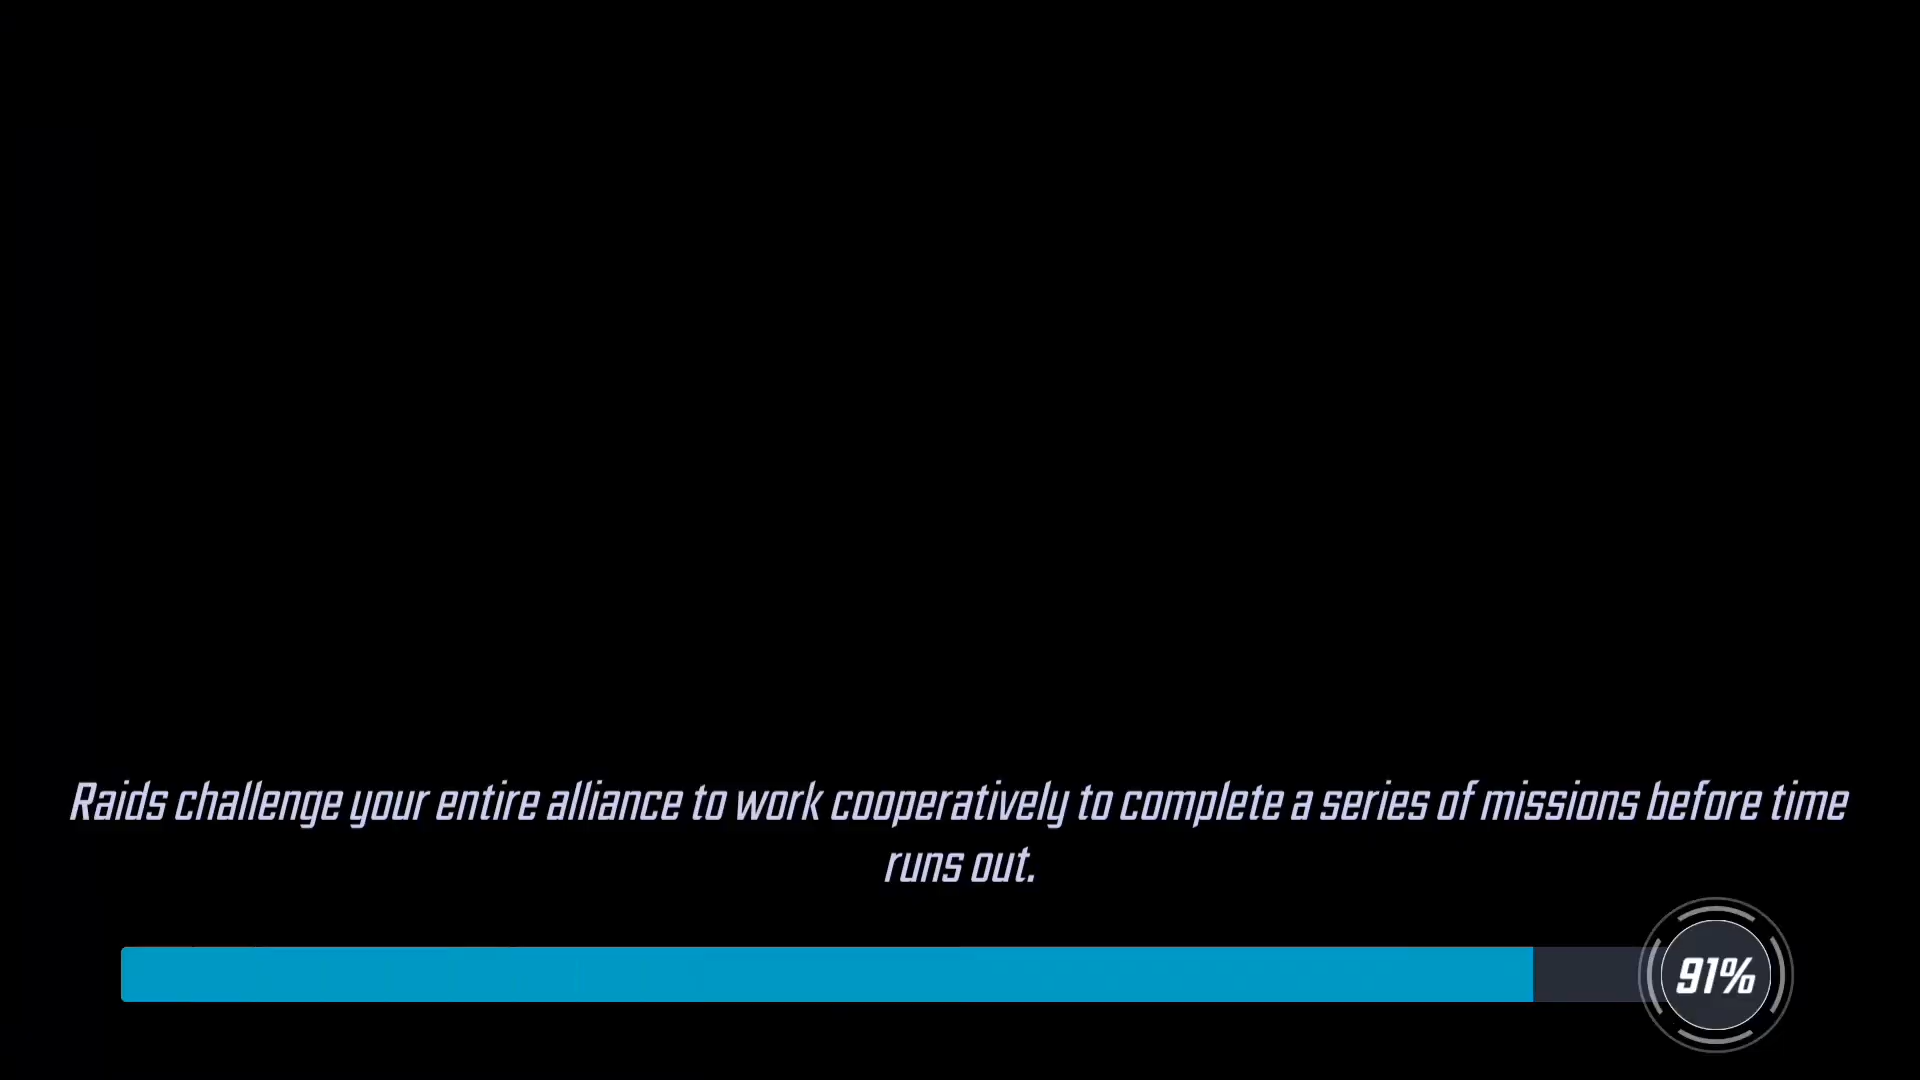 Raids challenge your entire alliance to work cooperatively to complete a series of missions before time
runs out.
91%